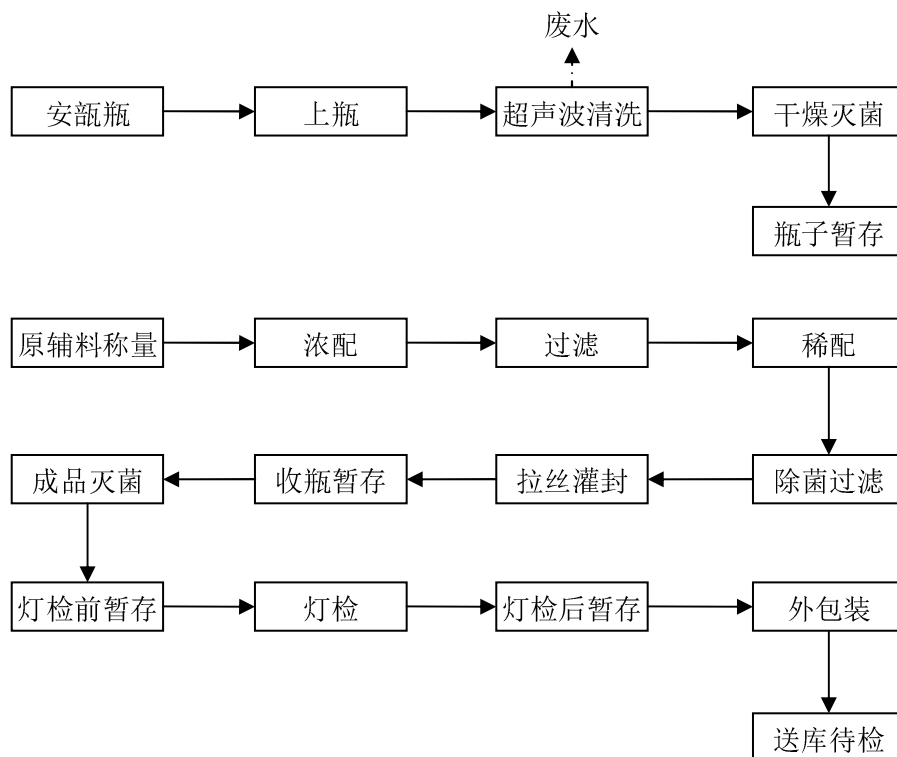 废水
安瓿瓶
上瓶
超声波清洗
干燥灭菌
瓶子暂存
原辅料称量
浓配
过滤
稀配
成品灭菌
收瓶暂存
拉丝灌封
除菌过滤
灯检前暂存
灯检
灯检后暂存
外包装
送库待检